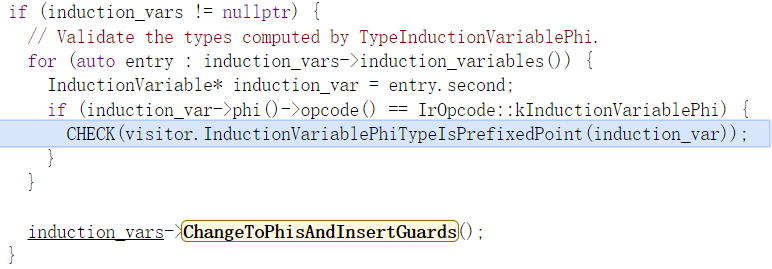 if (induction_vars != nullptr) {
// Validate the types computed by TypeInductionVariablePhi.
for (auto entry : induction_vars->induction_variables()) {
InductionVariable* induction_var = entry.second;
if (induction_var->phi()->opcode() == IrOpcode::kInductionVariablePhi) {
CHECK(visitor.InductionVariablePhiTypeIsPrefixedPoint(induction_var));
}
}
induction_vars->ChangeToPhisAndInsertGuards();
}